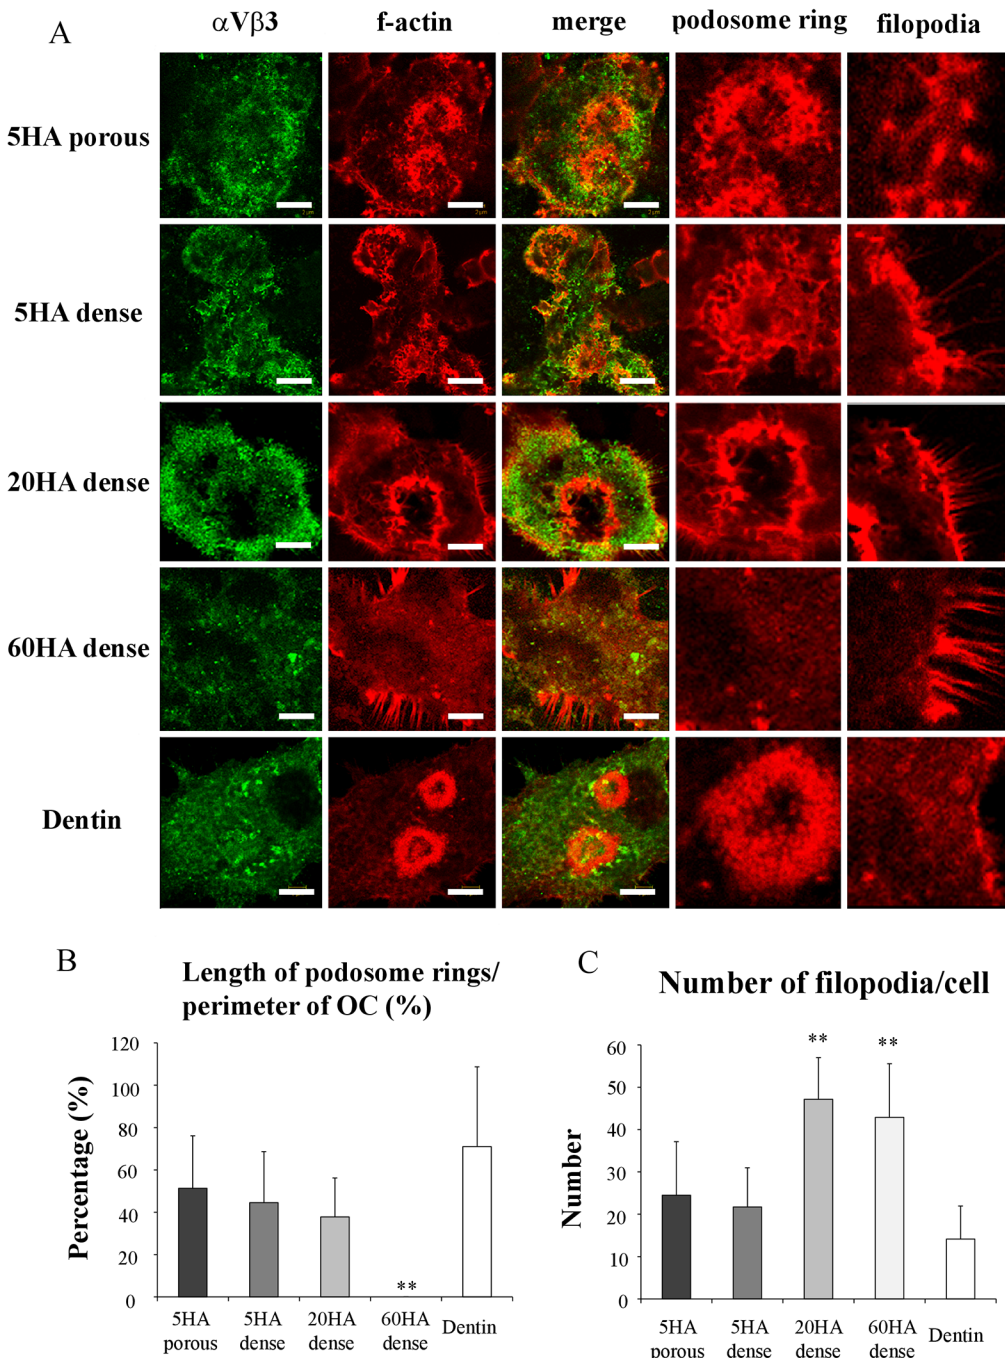 A
αVβ3 f-actin merge podosome ring filopodia
5HA porous
5HA dense
20HA dense
60HA dense
Dentin
B
Length of podosome rings/
perimeter of OC (%)
Percentage (%)
120
100
80
60
40
20
0
**
5HA porous
5HA dense
20HA dense
60HA dense
Dentin
C
Number of filopodia/cell
Number
60
50
40
30
20
10
0
** **
5HA porous
5HA dense
20HA dense
60HA dense
Dentin